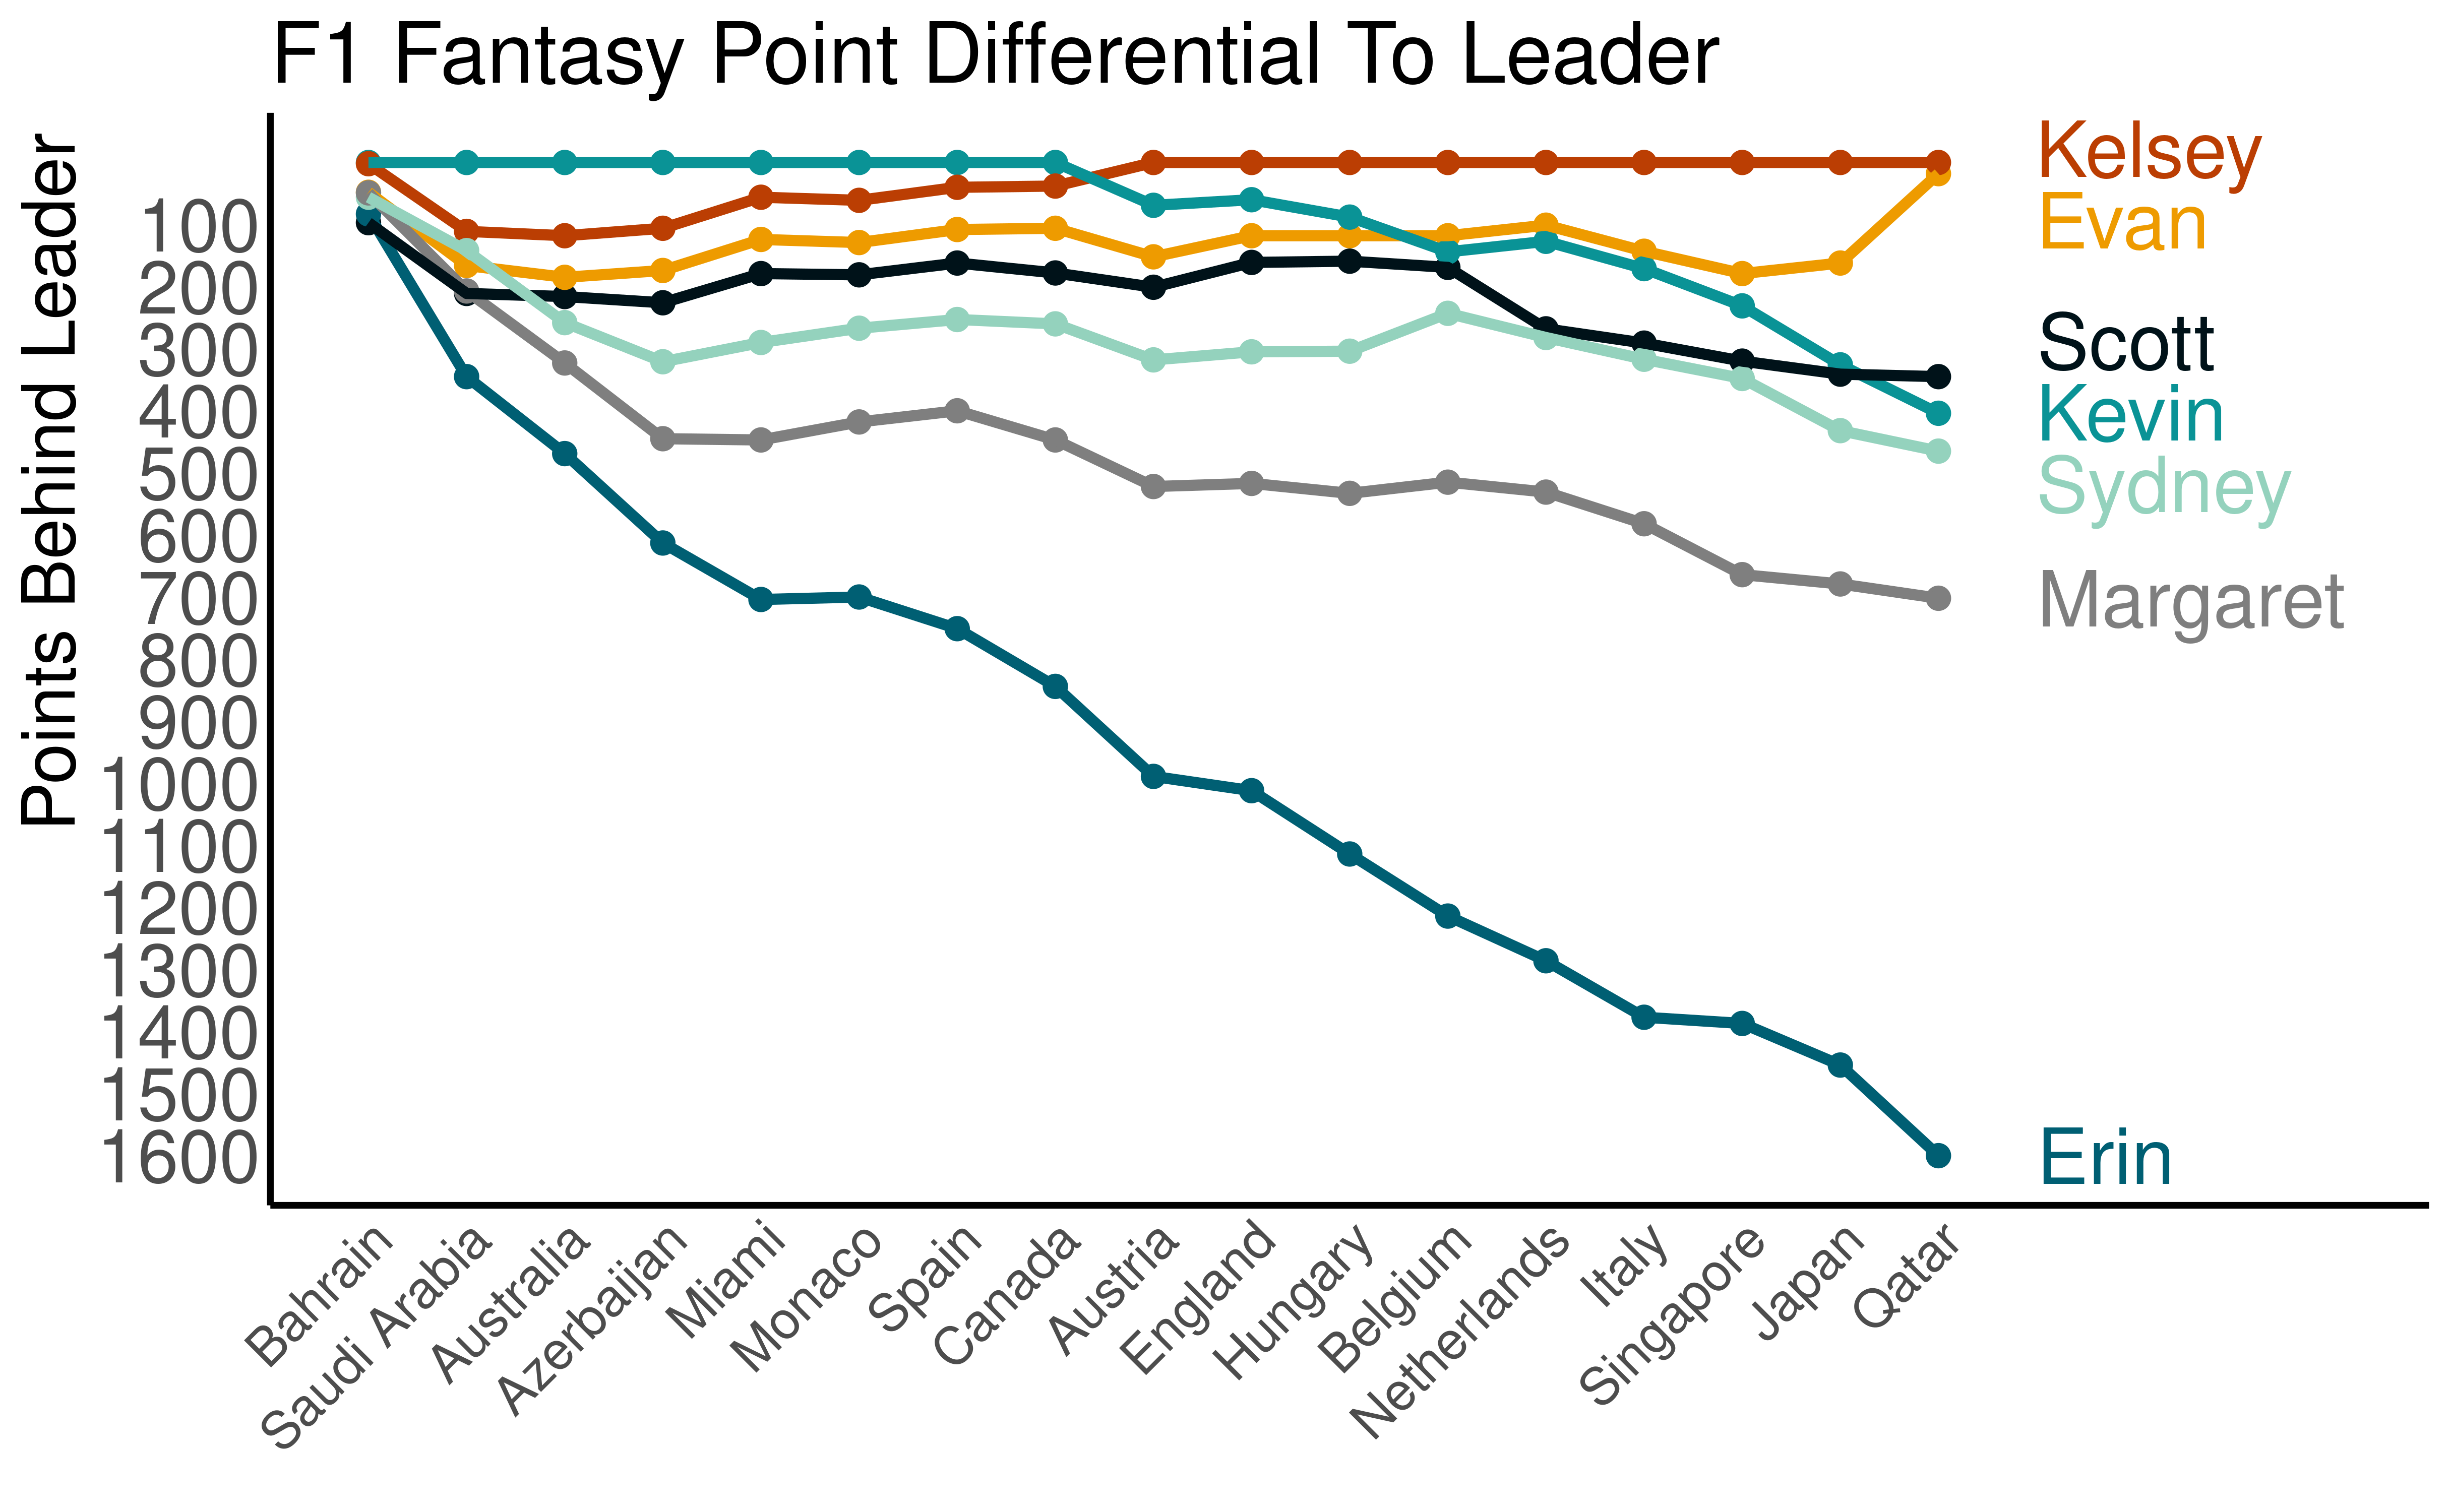 F1 Fantasy Point Differential To Leader
Points Behind Leader
100
200
300
400
500
600
700
800
900
1000
1100
1200
1300
1400
1500
1600
Kelsey
Evan
Scott
Kevin
Sydney
Margaret
Erin
Bahrain
Saudi Arabia
Australia
Azerbaijan
Miami
Monaco
Spain
Canada
Austria
England
Hungary
Belgium
Netherlands
Italy
Singapore
Japan
Qatar